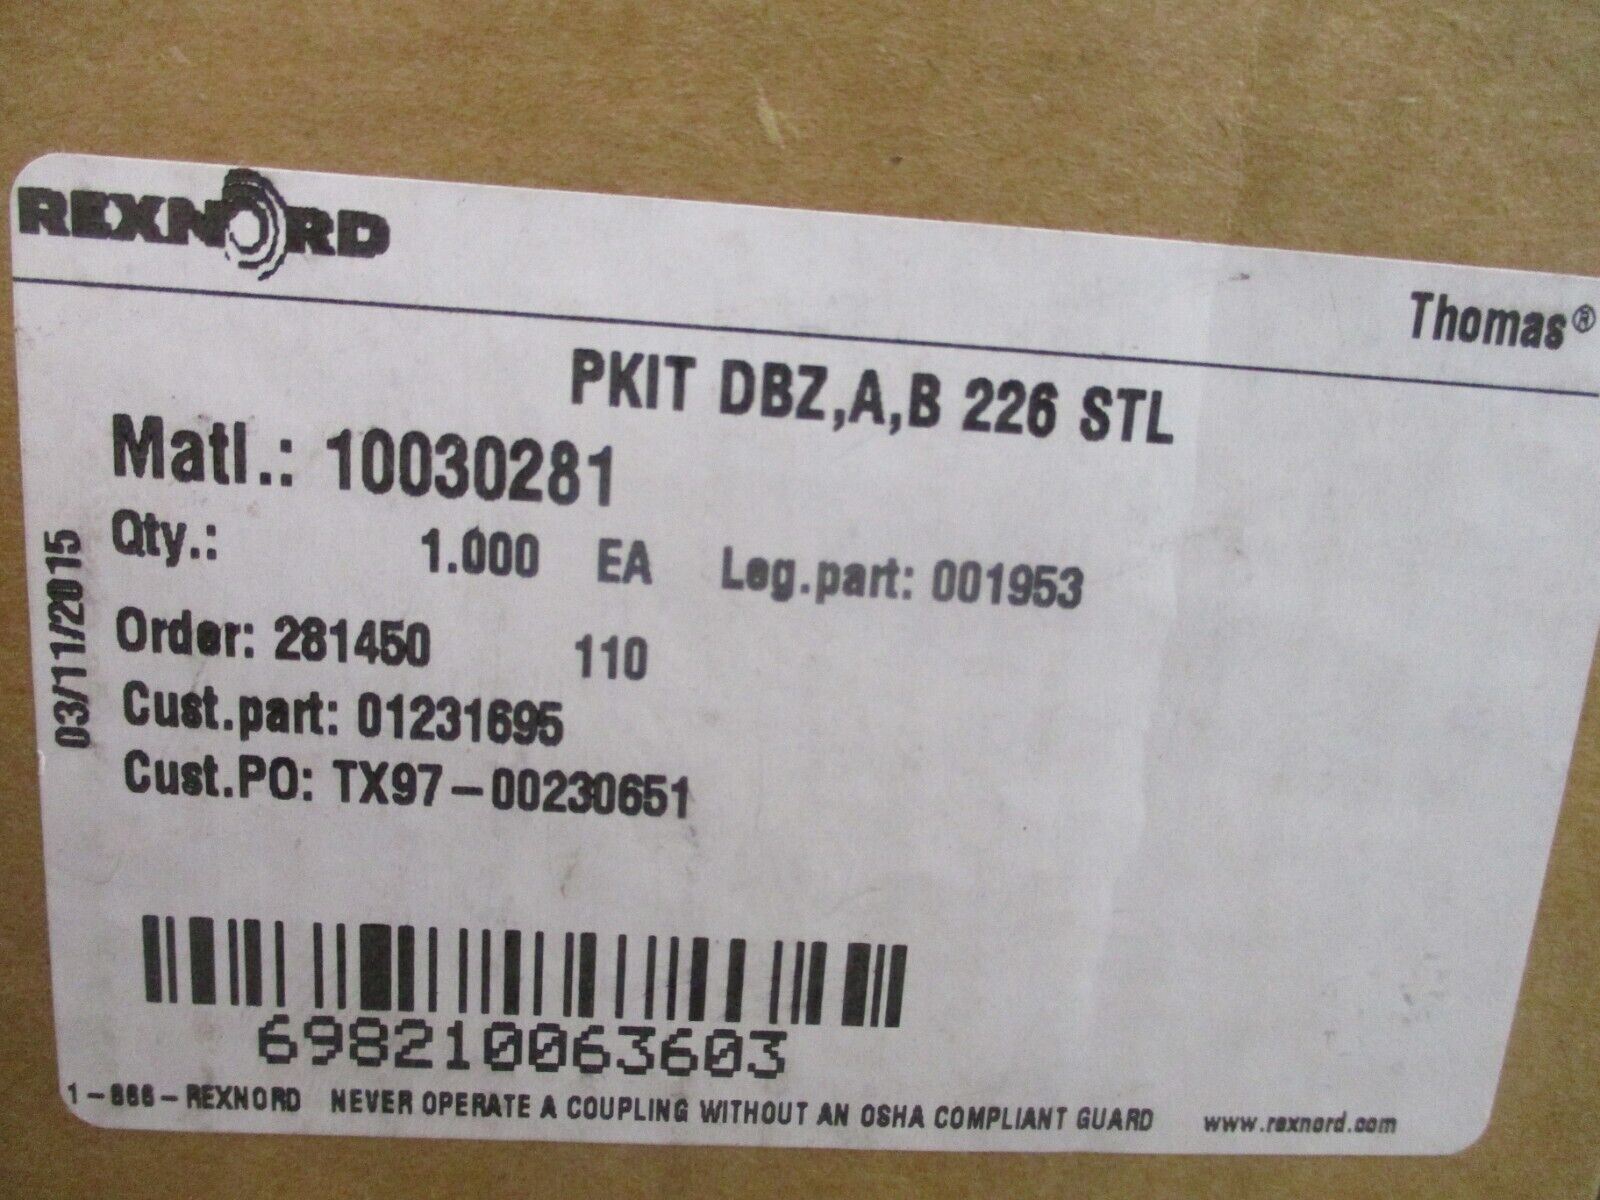 REXNORD
Thomas®
PKIT DBZ,A,B 226 STL
Matl.: 10030281
Qty.: 1.000 EA Leg.part: 001953
Order: 281450 110
Cust.part: 01231695
Cust.PO: TX97-00230651
03/11/2015
698210063603
1-866-REXNORD NEVER OPERATE A COUPLING WITHOUT AN OSHA COMPLIANT GUARD www.rexnord.com